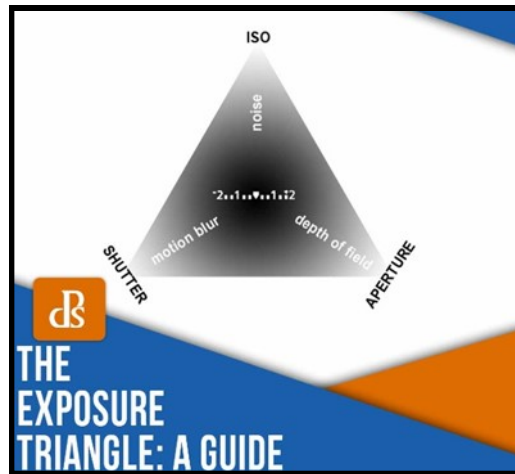 ISO
noise
-2..1..▼..1..+2
motion blur
depth of field
SHUTTER
APERTURE
dPs
THE
EXPOSURE
TRIANGLE: A GUIDE